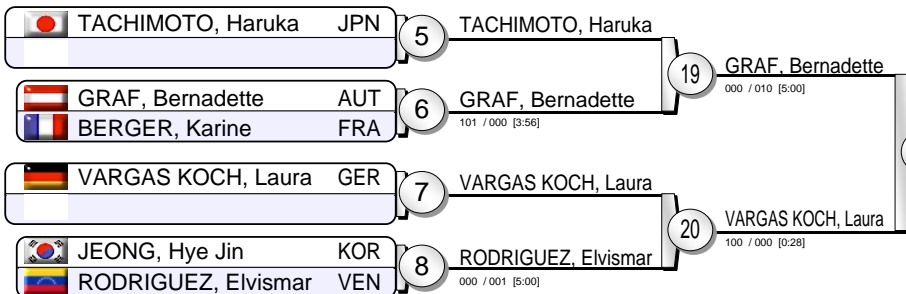 TACHIMOTO, Haruka JPN
5
TACHIMOTO, Haruka
19
GRAF, Bernadette
000 / 010 [5:00]
GRAF, Bernadette AUT
BERGER, Karine FRA
6
GRAF, Bernadette
101 / 000 [3:56]
VARGAS KOCH, Laura GER
7
VARGAS KOCH, Laura
20
VARGAS KOCH, Laura
100 / 000 [0:28]
JEONG, Hye Jin KOR
RODRIGUEZ, Elvismar VEN
8
RODRIGUEZ, Elvismar
000 / 001 [5:00]